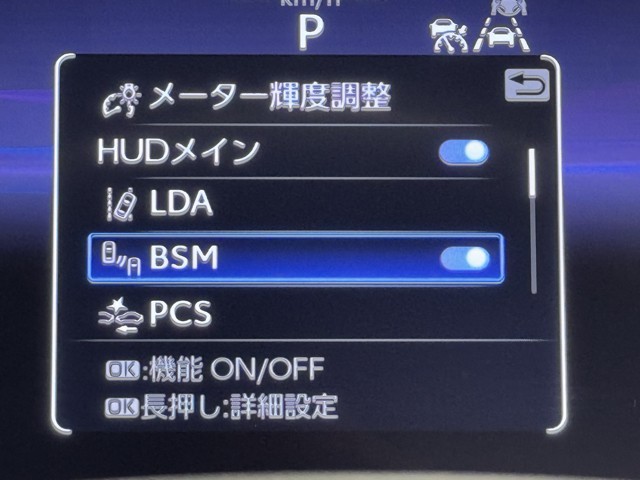 km/h
P
メーター輝度調整
HUDメイン
LDA
BSM
PCS
OK:機能 ON/OFF
OK長押し:詳細設定